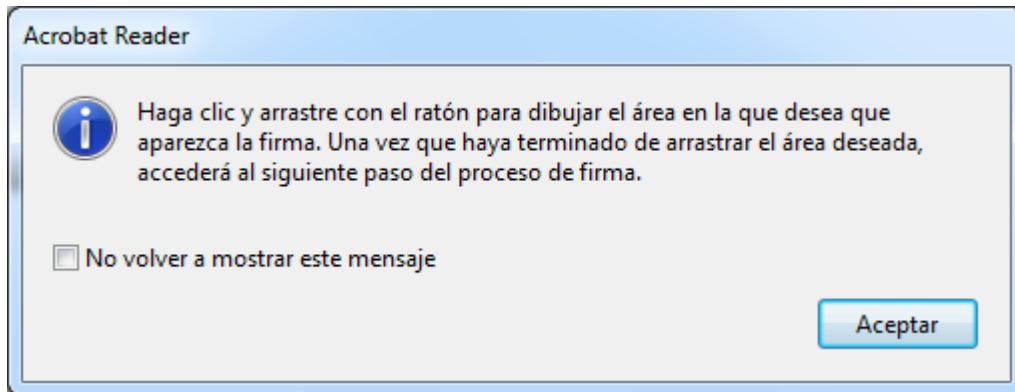 Acrobat Reader
Haga clic y arrastre con el ratón para dibujar el área en la que desea que
aparezca la firma. Una vez que haya terminado de arrastrar el área deseada,
accederá al siguiente paso del proceso de firma.
No volver a mostrar este mensaje
Aceptar